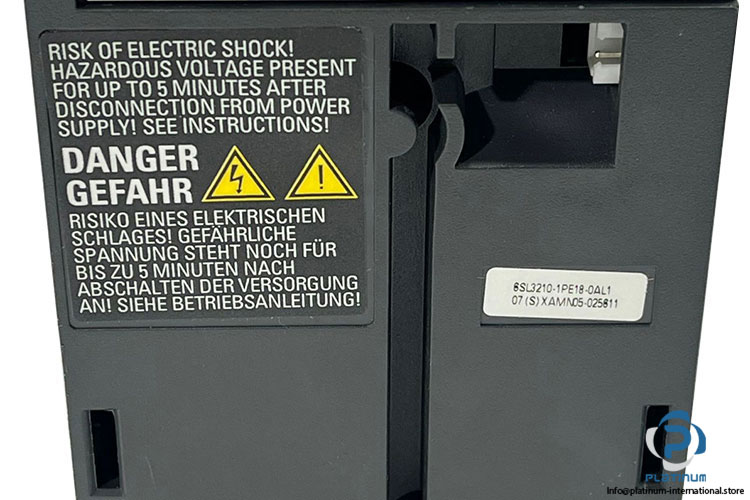 RISK OF ELECTRIC SHOCK!
HAZARDOUS VOLTAGE PRESENT
FOR UP TO 5 MINUTES AFTER
DISCONNECTION FROM POWER
SUPPLY! SEE INSTRUCTIONS!
DANGER
GEFAHR
RISIKO EINES ELEKTRISCHEN
SCHLAGES! GEFÄHRLICHE
SPANNUNG STEHT NOCH FÜR
BIS ZU 5 MINUTEN NACH
ABSCHALTEN DER VERSORGUNG
AN! SIEHE BETRIEBSANLEITUNG!
6SL3210-1PE18-0AL1
07 (S) XAMN05-025811
PLATINUM
Info@platinum-international.store